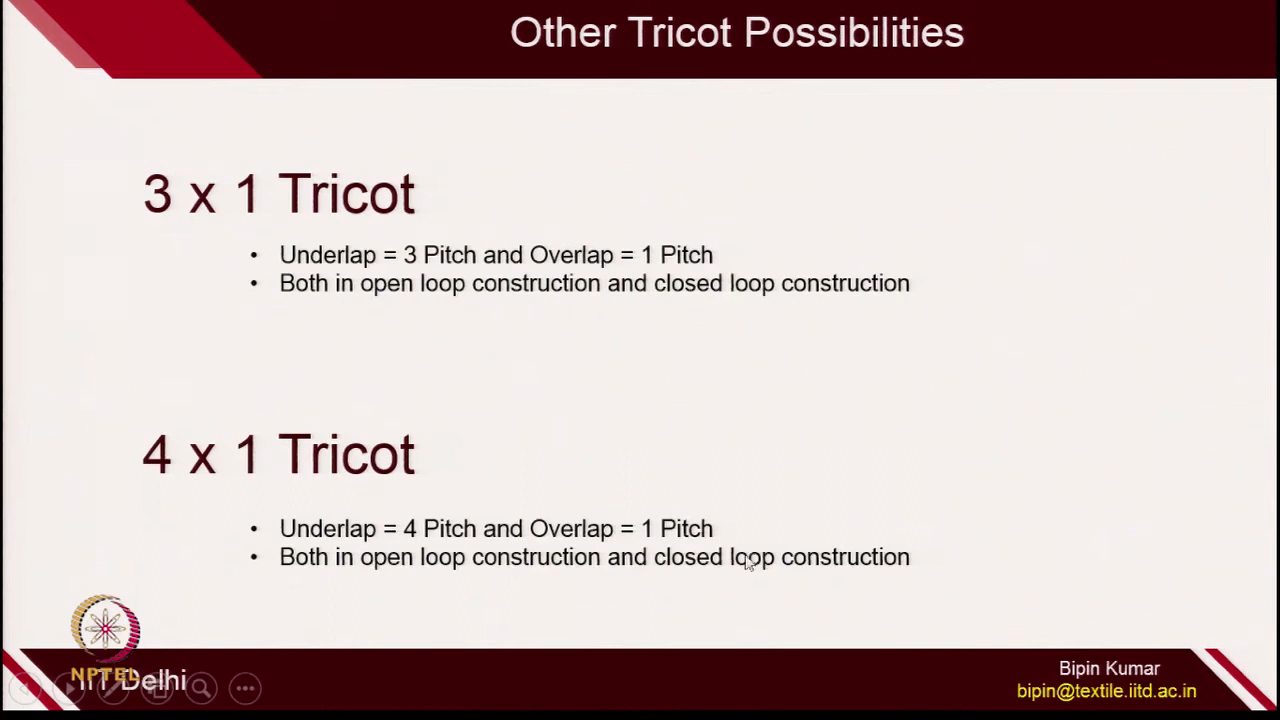 Other Tricot Possibilities
3 x 1 Tricot
• Underlap = 3 Pitch and Overlap = 1 Pitch
• Both in open loop construction and closed loop construction
4 x 1 Tricot
• Underlap = 4 Pitch and Overlap = 1 Pitch
• Both in open loop construction and closed loop construction
NPTEL
IIT Delhi
Bipin Kumar
bipin@textile.iitd.ac.in